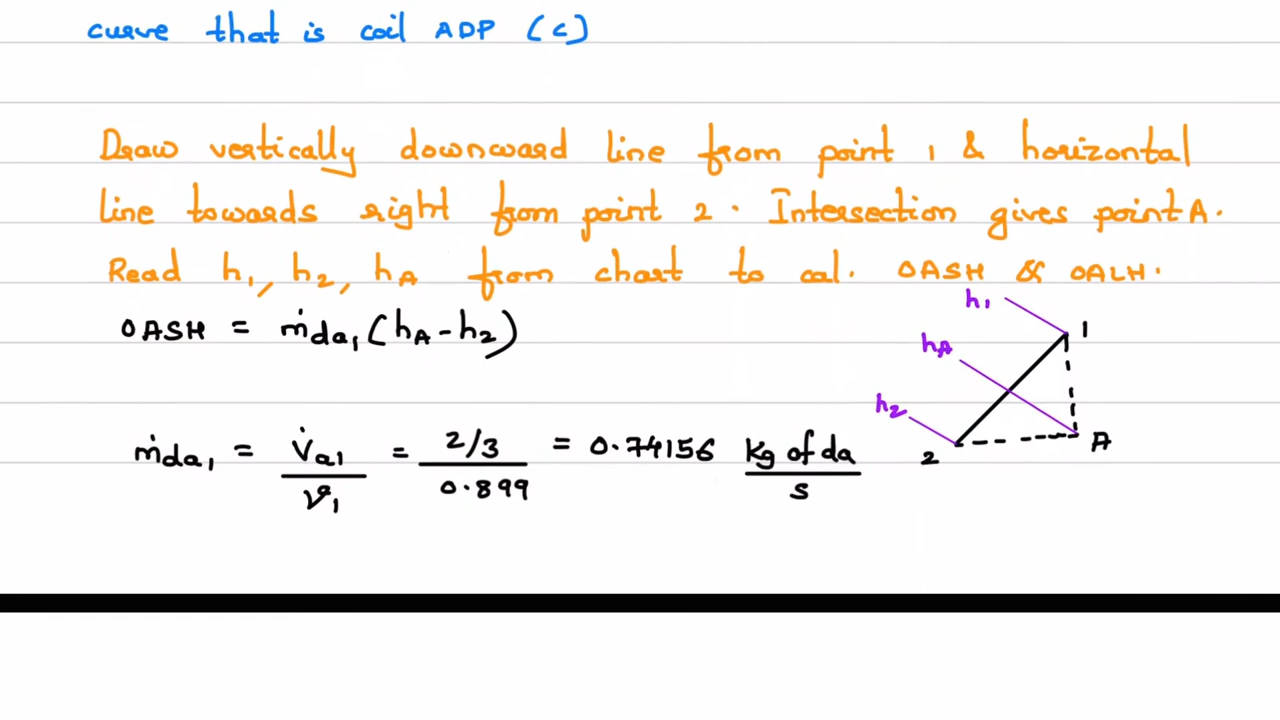 curve that is coil ADP (C)
Draw vertically downward line from point 1 & horizontal
line towards right from point 2. Intersection gives point A.
Read h₁, h₂, hA from chart to cal. OASH & OALH.
OASH = ṁda₁ (hA - h₂)
h₁
1
hA
h₂
2
A
ṁda₁ = V̇a1 / v₁ = 2/3 / 0.899 = 0.74156 Kg of da / s